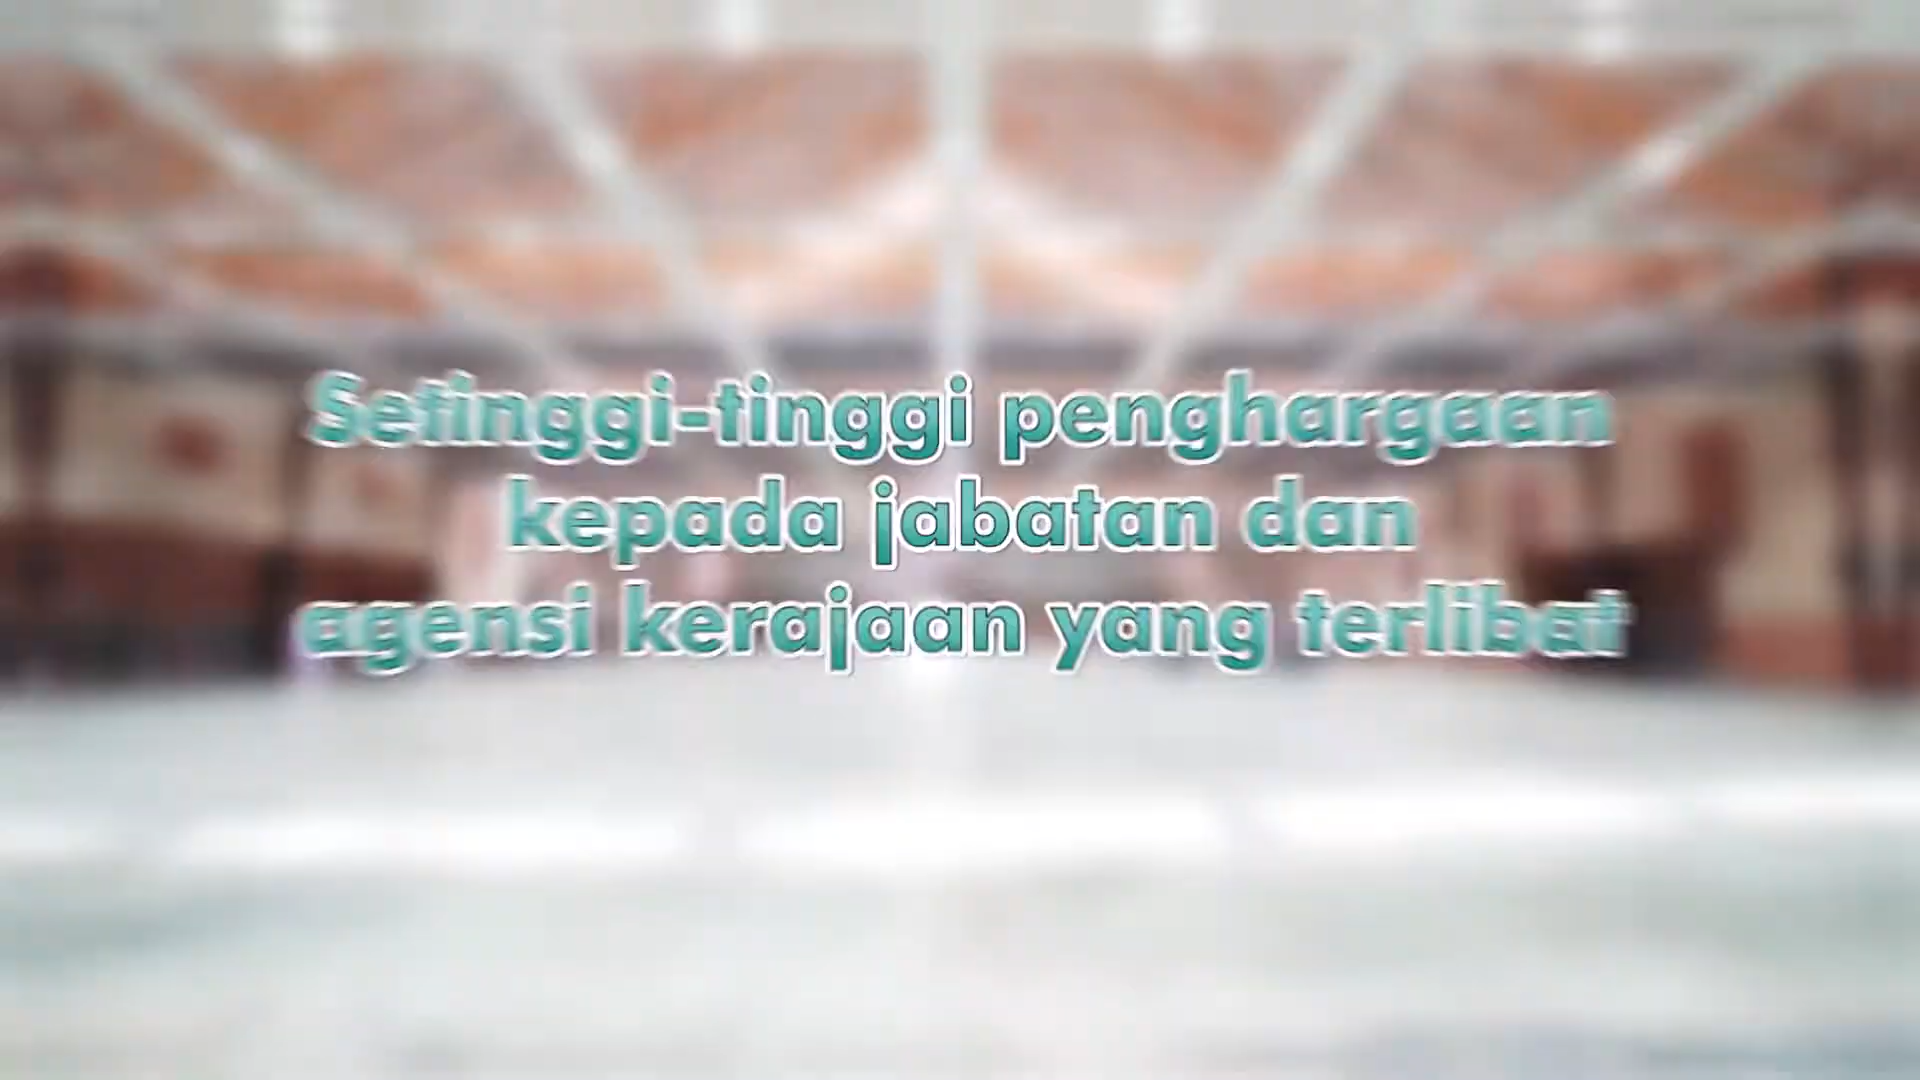 Setinggi-tinggi penghargaan
kepada jabatan dan
agensi kerajaan yang terlibat